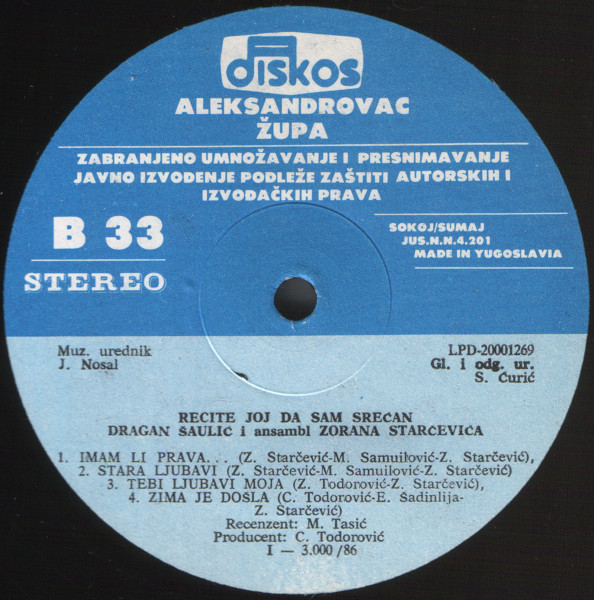 diskos
ALEKSANDROVAC
ŽUPA
ZABRANJENO UMNOŽAVANJE I PRESNIMAVANJE
JAVNO IZVOĐENJE PODLEŽE ZAŠTITI AUTORSKIH I
IZVOĐAČKIH PRAVA
B 33
STEREO
SOKOJ/SUMAJ
JUS.N.N.4.201
MADE IN YUGOSLAVIA
Muz. urednik
J. Nosal
LPD-20001269
Gl. i odg. ur.
S. Ćurić
RECITE JOJ DA SAM SREĆAN
DRAGAN ŠAULIĆ i ansambl ZORANA STARČEVIĆA
1. IMAM LI PRAVA... (Z. Starčević-M. Samuilović-Z. Starčević),
2. STARA LJUBAVI (Z. Starčević-M. Samuilović-Z. Starčević)
3. TEBI LJUBAVI MOJA (Z. Todorović-Z. Starčević),
4. ZIMA JE DOŠLA (C. Todorović-E. Šadinlija-
Z. Starčević)
Recenzent: M. Tasić
Producent: C. Todorović
I — 3.000/86